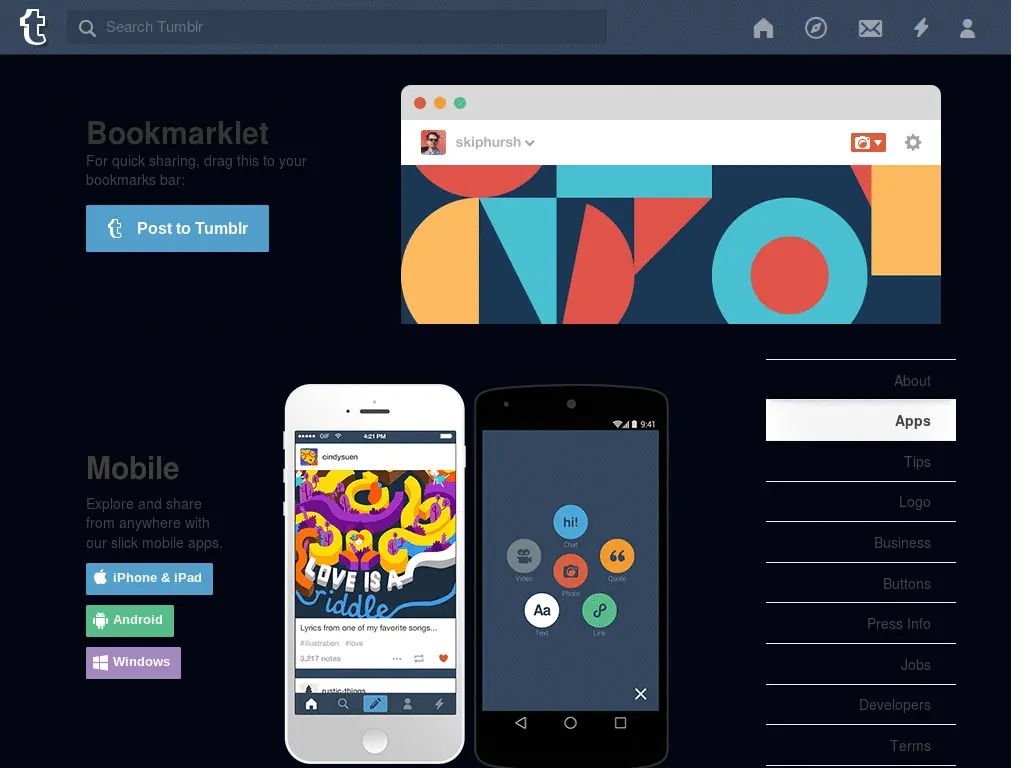 Search Tumblr
Bookmarklet
For quick sharing, drag this to your
bookmarks bar:
Post to Tumblr
skiphursh
Mobile
Explore and share
from anywhere with
our slick mobile apps.
iPhone & iPad
Android
Windows
GIF
4:21 PM
cindysuen
LOVE IS A
riddle
Lyrics from one of my favorite songs...
#illustration #love
3,217 notes
rustic-things
9:41
hi!
Chat
Video
Quote
Photo
Aa
Text
Link
About
Apps
Tips
Logo
Business
Buttons
Press Info
Jobs
Developers
Terms